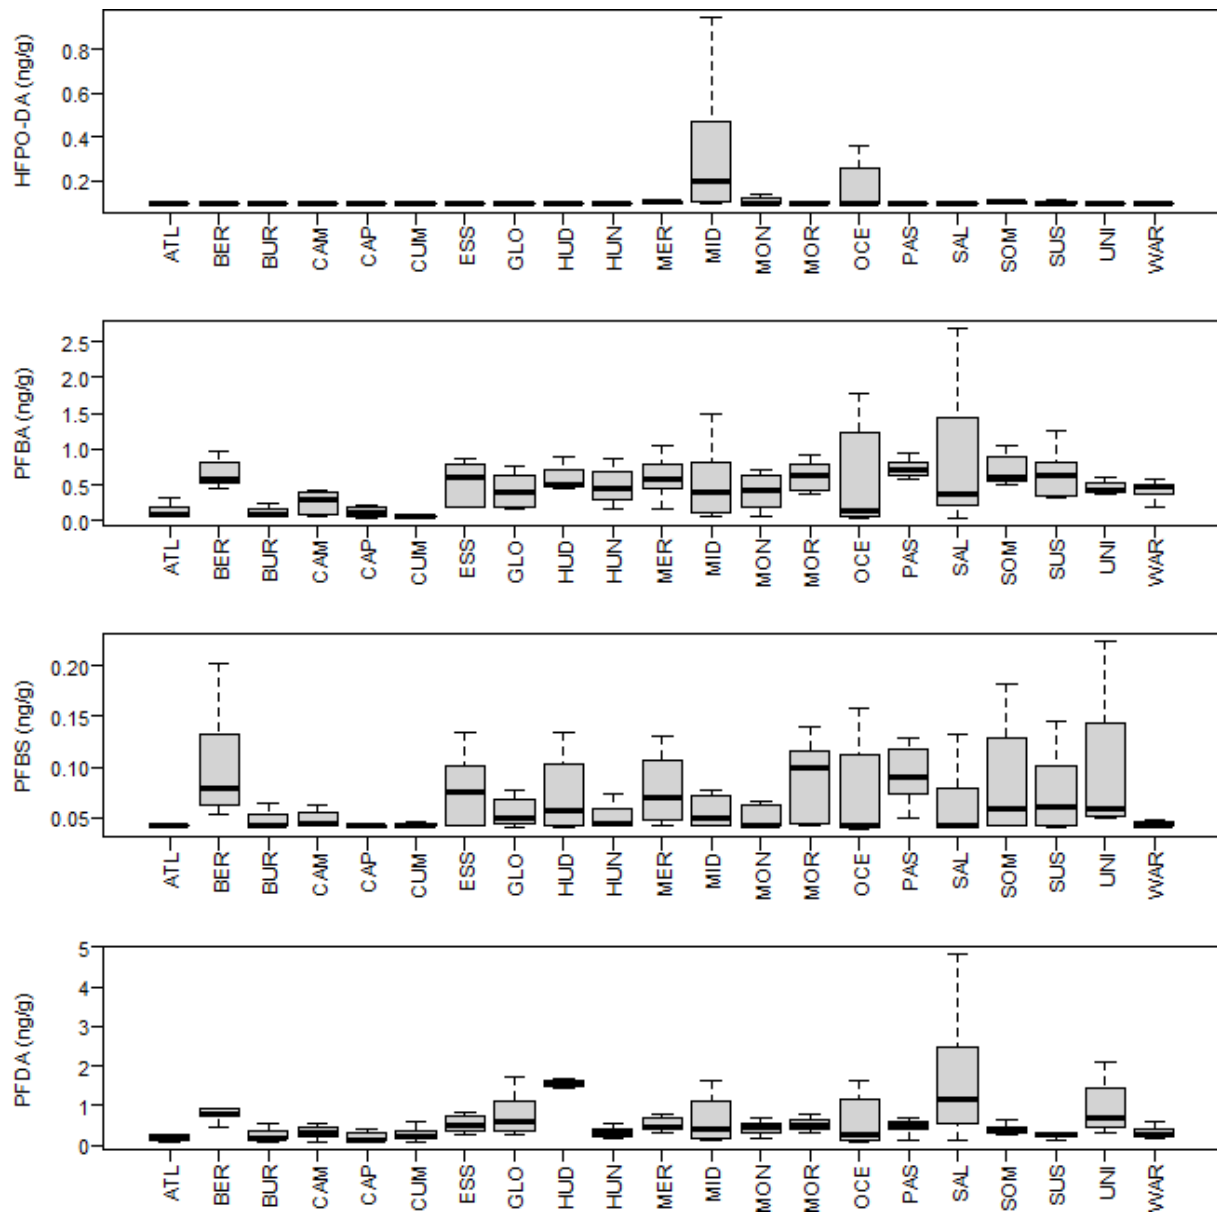 HFPO-DA (ng/g)
0.8
0.6
0.4
0.2
ATL BER BUR CAM CAP CUM ESS GLO HUD HUN MER MID MON MOR OCE PAS SAL SOM SUS UNI WAR
PFBA (ng/g)
2.5
2.0
1.5
1.0
0.5
0.0
ATL BER BUR CAM CAP CUM ESS GLO HUD HUN MER MID MON MOR OCE PAS SAL SOM SUS UNI WAR
PFBS (ng/g)
0.20
0.15
0.10
0.05
ATL BER BUR CAM CAP CUM ESS GLO HUD HUN MER MID MON MOR OCE PAS SAL SOM SUS UNI WAR
PFDA (ng/g)
5
4
3
2
1
0
ATL BER BUR CAM CAP CUM ESS GLO HUD HUN MER MID MON MOR OCE PAS SAL SOM SUS UNI WAR